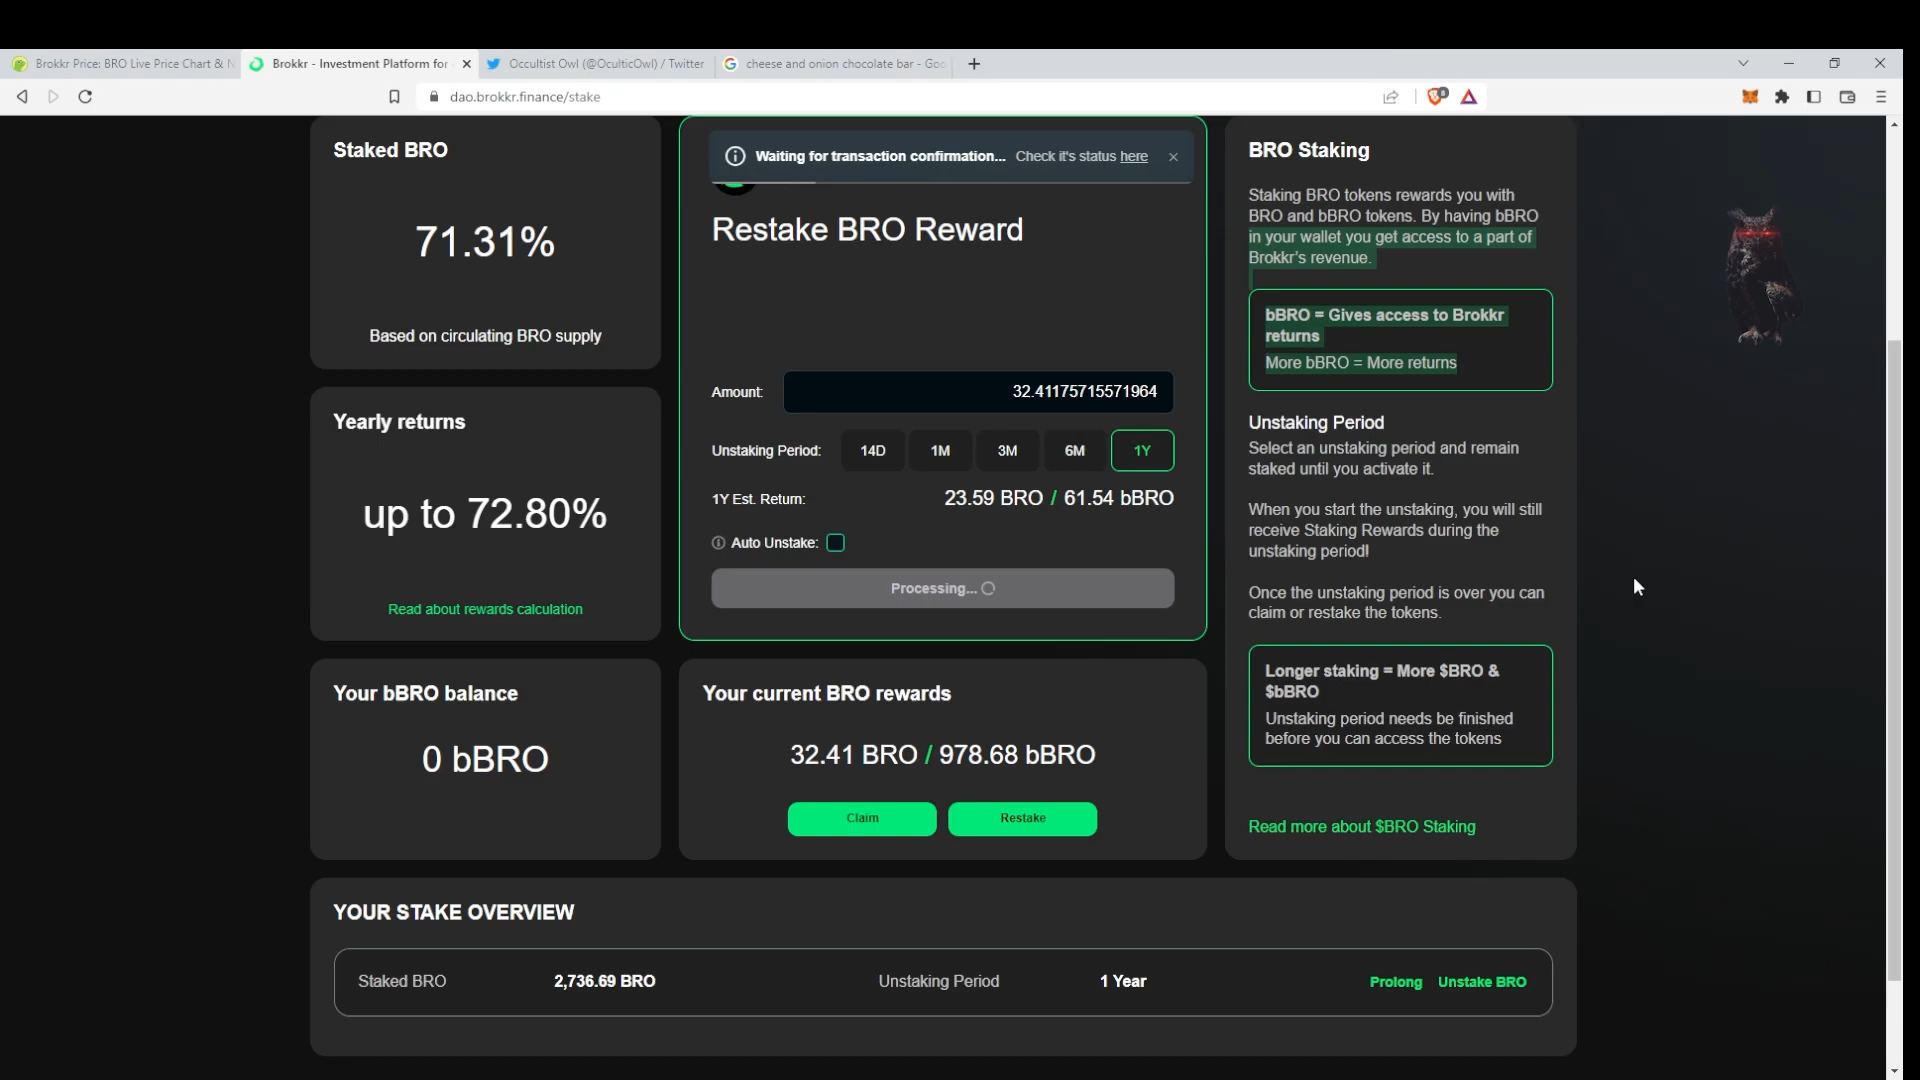 Brokkr Price: BRO Live Price Chart &
Brokkr - Investment Platform for
Occultist Owl (@OculticOwl) / Twitter
cheese and onion chocolate bar - Goo
dao.brokkr.finance/stake
8
Staked BRO
71.31%
Based on circulating BRO supply
Yearly returns
up to 72.80%
Read about rewards calculation
Your bBRO balance
0 bBRO
Waiting for transaction confirmation... Check it's status here
Restake BRO Reward
Amount: 32.41175715571964
Unstaking Period: 14D 1M 3M 6M 1Y
1Y Est. Return: 23.59 BRO / 61.54 bBRO
Auto Unstake:
Processing...
Your current BRO rewards
32.41 BRO / 978.68 bBRO
Claim Restake
BRO Staking
Staking BRO tokens rewards you with
BRO and bBRO tokens. By having bBRO
in your wallet you get access to a part of
Brokkr's revenue.
bBRO = Gives access to Brokkr
returns
More bBRO = More returns
Unstaking Period
Select an unstaking period and remain
staked until you activate it.
When you start the unstaking, you will still
receive Staking Rewards during the
unstaking period!
Once the unstaking period is over you can
claim or restake the tokens.
Longer staking = More $BRO &
$bBRO
Unstaking period needs be finished
before you can access the tokens
Read more about $BRO Staking
YOUR STAKE OVERVIEW
Staked BRO 2,736.69 BRO Unstaking Period 1 Year Prolong Unstake BRO